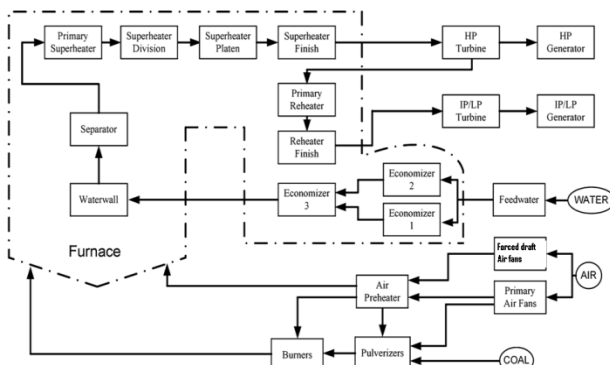 Primary
Superheater
Superheater
Division
Superheater
Platen
Superheater
Finish
HP
Turbine
HP
Generator
Primary
Reheater
IP/LP
Turbine
IP/LP
Generator
Separator
Reheater
Finish
Economizer
2
Waterwall
Economizer
3
Feedwater
WATER
Economizer
1
Furnace
Forced draft
Air fans
AIR
Air
Preheater
Primary
Air Fans
Burners
Pulverizers
COAL